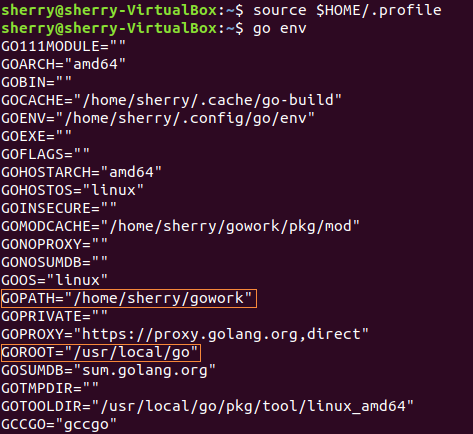 sherry@sherry-VirtualBox:~$ source $HOME/.profile
sherry@sherry-VirtualBox:~$ go env
GO111MODULE=""
GOARCH="amd64"
GOBIN=""
GOCACHE="/home/sherry/.cache/go-build"
GOENV="/home/sherry/.config/go/env"
GOEXE=""
GOFLAGS=""
GOHOSTARCH="amd64"
GOHOSTOS="linux"
GOINSECURE=""
GOMODCACHE="/home/sherry/gowork/pkg/mod"
GONOPROXY=""
GONOSUMDB=""
GOOS="linux"
GOPATH="/home/sherry/gowork"
GOPRIVATE=""
GOPROXY="https://proxy.golang.org,direct"
GOROOT="/usr/local/go"
GOSUMDB="sum.golang.org"
GOTMPDIR=""
GOTOOLDIR="/usr/local/go/pkg/tool/linux_amd64"
GCCGO="gccgo"